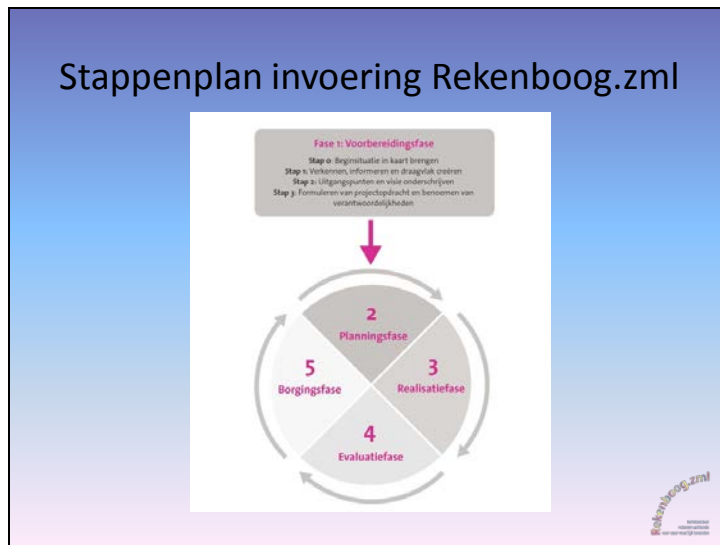 Stappenplan invoering Rekenboog.zml
Fase 1: Voorbereidingsfase
Stap 0: Beginsituatie in kaart brengen
Stap 1: Verkennen, informeren en draagvlak creëren
Stap 2: Uitgangspunten en visie onderschrijven
Stap 3: Formuleren van projectopdracht en benoemen van
verantwoordelijkheden
2
Planningsfase
3
Realisatiefase
4
Evaluatiefase
5
Borgingsfase
Rekenboog.zml